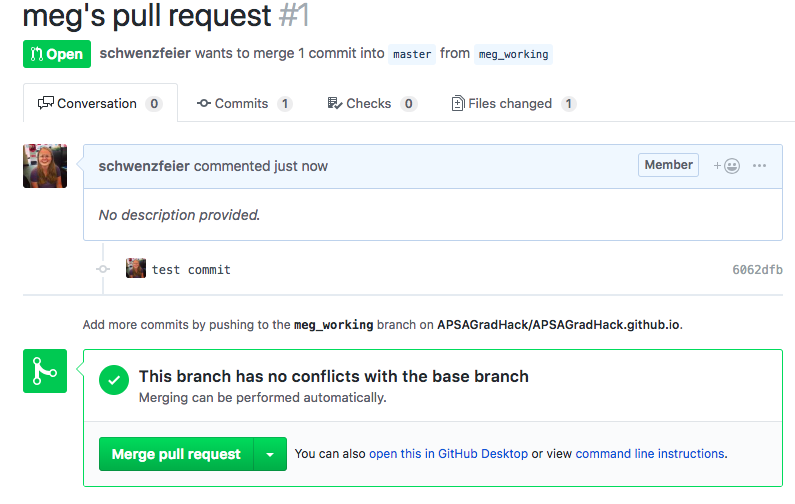 meg's pull request #1
Open schwenzfeier wants to merge 1 commit into master from meg_working
Conversation 0 Commits 1 Checks 0 Files changed 1
schwenzfeier commented just now Member
No description provided.
test commit 6062dfb
Add more commits by pushing to the meg_working branch on APSAGradHack/APSAGradHack.github.io.
This branch has no conflicts with the base branch
Merging can be performed automatically.
Merge pull request You can also open this in GitHub Desktop or view command line instructions.